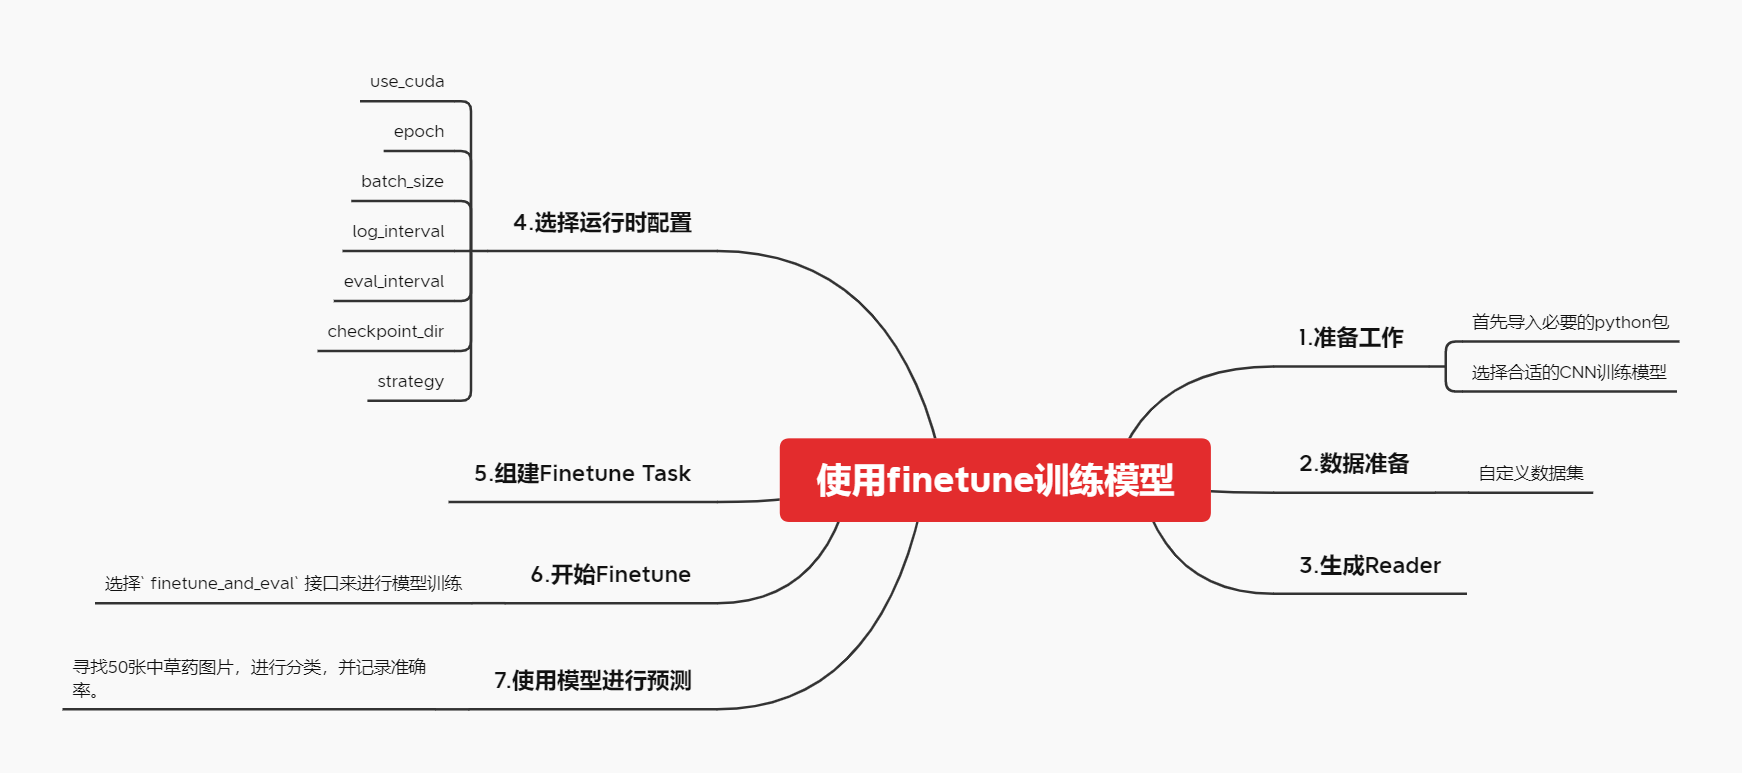 使用finetune训练模型
1.准备工作
首先导入必要的python包
选择合适的CNN训练模型
2.数据准备
自定义数据集
3.生成Reader
4.选择运行时配置
use_cuda
epoch
batch_size
log_interval
eval_interval
checkpoint_dir
strategy
5.组建Finetune Task
6.开始Finetune
选择` finetune_and_eval` 接口来进行模型训练
7.使用模型进行预测
寻找50张中草药图片，进行分类，并记录准确
率。